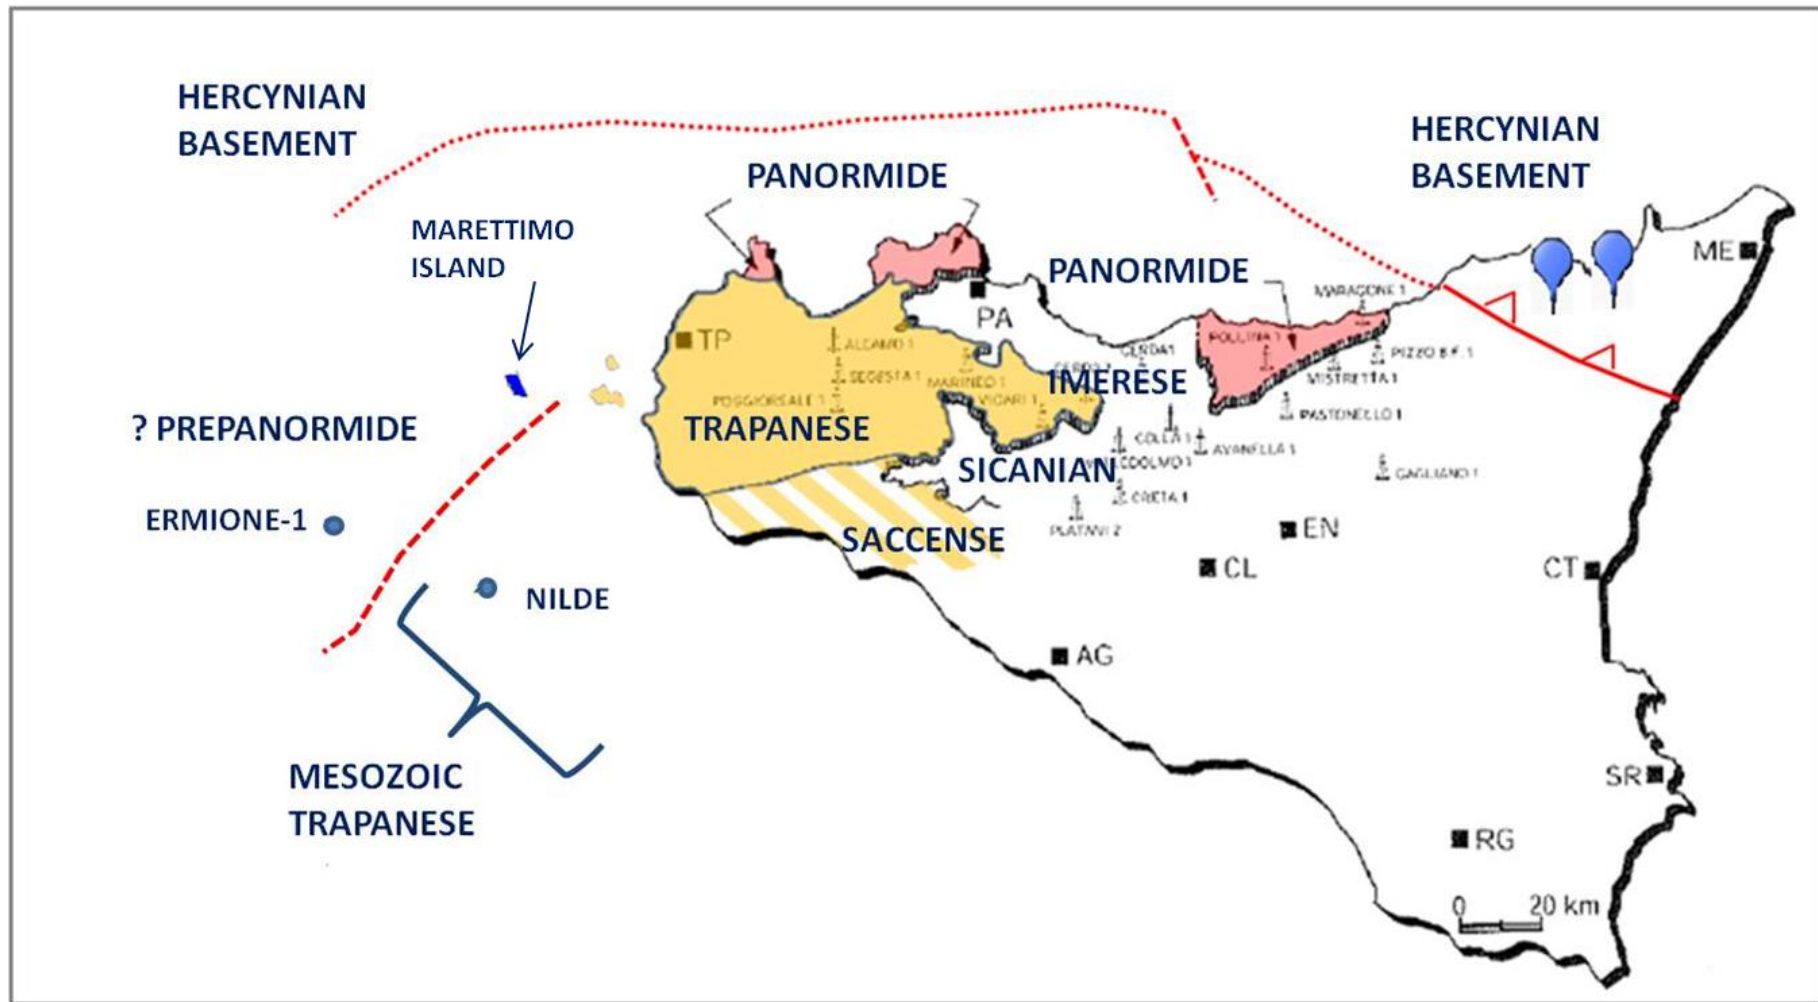 HERCYNIAN
BASEMENT
HERCYNIAN
BASEMENT
PANORMIDE
MARETTIMO
ISLAND
PANORMIDE
ME
MARAGONE 1
PA
TP
ALCAMO 1
POLLINA 1
CERDA1
PIZZO B.F. 1
SEGESTA 1
MARINEO 1
IMERESE
MISTRETTA 1
POGGIOREALE 1
VICARI 1
PASTONELLO 1
? PREPANORMIDE
TRAPANESE
COLLA 1
AVANELLA 1
SICANIAN
GAGLIANO 1
CRETA 1
ERMIONE-1
PLATANI 2
EN
SACCENSE
CL
CT
NILDE
AG
MESOZOIC
TRAPANESE
SR
RG
0 20 km